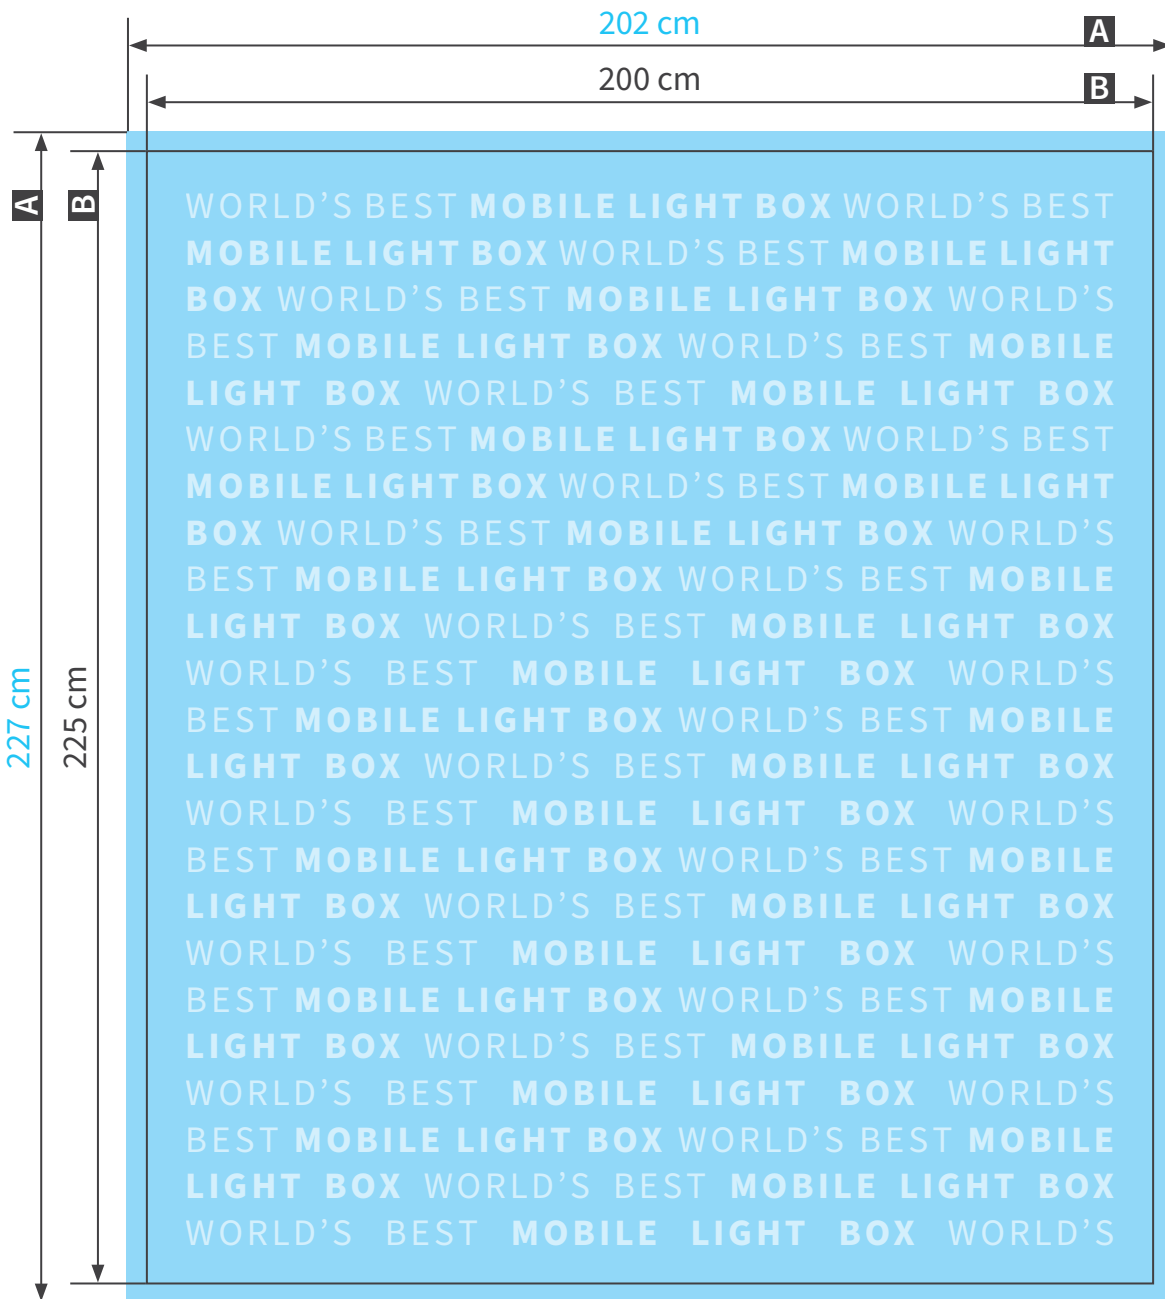 202 cm
A
200 cm
B
A
B
WORLD’S BEST MOBILE LIGHT BOX WORLD’S BEST
MOBILE LIGHT BOX WORLD’S BEST MOBILE LIGHT
BOX WORLD’S BEST MOBILE LIGHT BOX WORLD’S
BEST MOBILE LIGHT BOX WORLD’S BEST MOBILE
LIGHT BOX WORLD’S BEST MOBILE LIGHT BOX
WORLD’S BEST MOBILE LIGHT BOX WORLD’S BEST
MOBILE LIGHT BOX WORLD’S BEST MOBILE LIGHT
BOX WORLD’S BEST MOBILE LIGHT BOX WORLD’S
BEST MOBILE LIGHT BOX WORLD’S BEST MOBILE
LIGHT BOX WORLD’S BEST MOBILE LIGHT BOX
WORLD’S BEST MOBILE LIGHT BOX WORLD’S
BEST MOBILE LIGHT BOX WORLD’S BEST MOBILE
LIGHT BOX WORLD’S BEST MOBILE LIGHT BOX
WORLD’S BEST MOBILE LIGHT BOX WORLD’S
BEST MOBILE LIGHT BOX WORLD’S BEST MOBILE
LIGHT BOX WORLD’S BEST MOBILE LIGHT BOX
WORLD’S BEST MOBILE LIGHT BOX WORLD’S
BEST MOBILE LIGHT BOX WORLD’S BEST MOBILE
LIGHT BOX WORLD’S BEST MOBILE LIGHT BOX
WORLD’S BEST MOBILE LIGHT BOX WORLD’S
BEST MOBILE LIGHT BOX WORLD’S BEST MOBILE
LIGHT BOX WORLD’S BEST MOBILE LIGHT BOX
WORLD’S BEST MOBILE LIGHT BOX WORLD’S
227 cm
225 cm